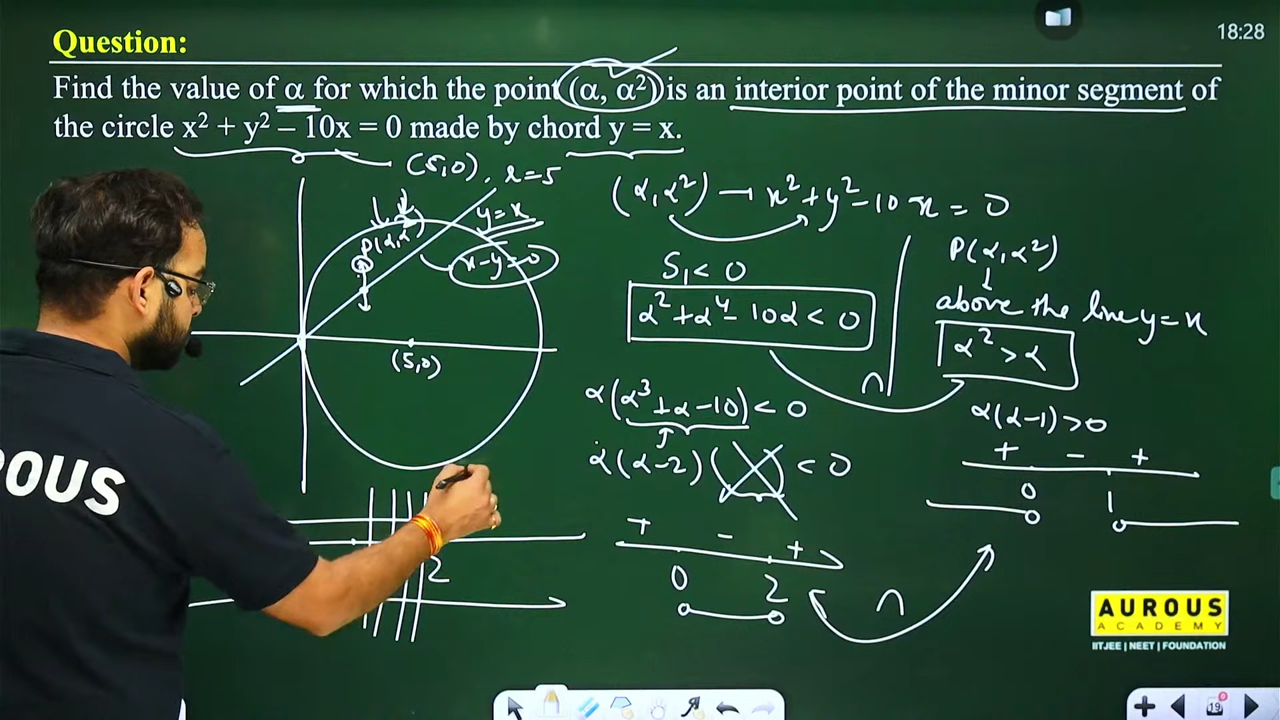 18:28
Question:
Find the value of α for which the point (α, α²) is an interior point of the minor segment of
the circle x² + y² – 10x = 0 made by chord y = x.
(5,0), r=5
y=x
P(α,α²)
x-y=0
(5,0)
2
1
(α,α²) → x²+y²-10x = 0
S₁ < 0
α²+α⁴-10α < 0
α(α³+α-10) < 0
α(α-2)( ) < 0
+ - +
0 2
∩
P(α,α²)
↓
above the line y=x
α² > α
α(α-1)>0
+ - +
0 1
∩
OUS
AUROUS
ACADEMY
IITJEE | NEET | FOUNDATION
19